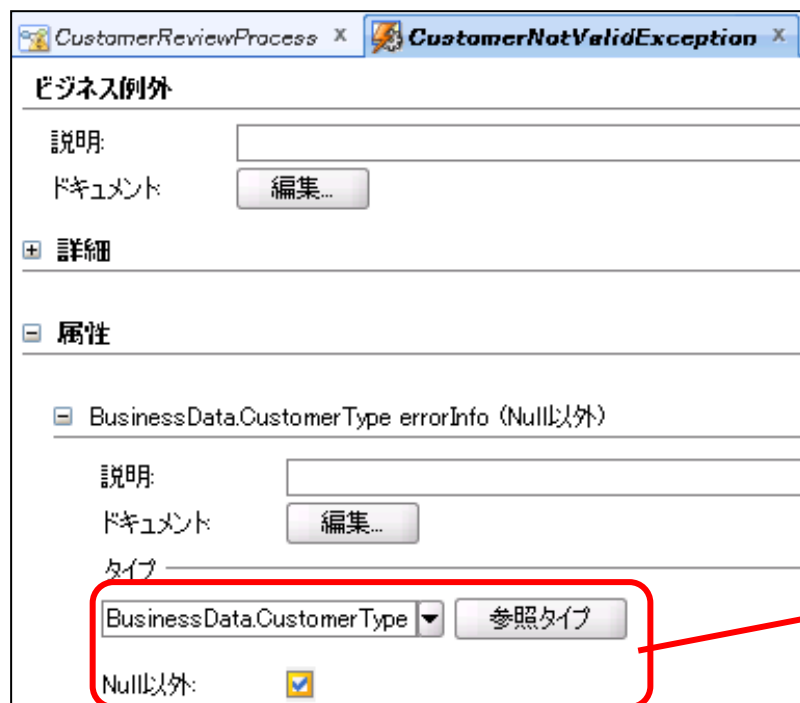 CustomerReviewProcess x CustomerNotValidException x
ビジネス例外
説明:
ドキュメント: 編集...
詳細
属性
BusinessData.CustomerType errorInfo (Null以外)
説明:
ドキュメント: 編集...
タイプ
BusinessData.CustomerType 参照タイプ
Null以外: